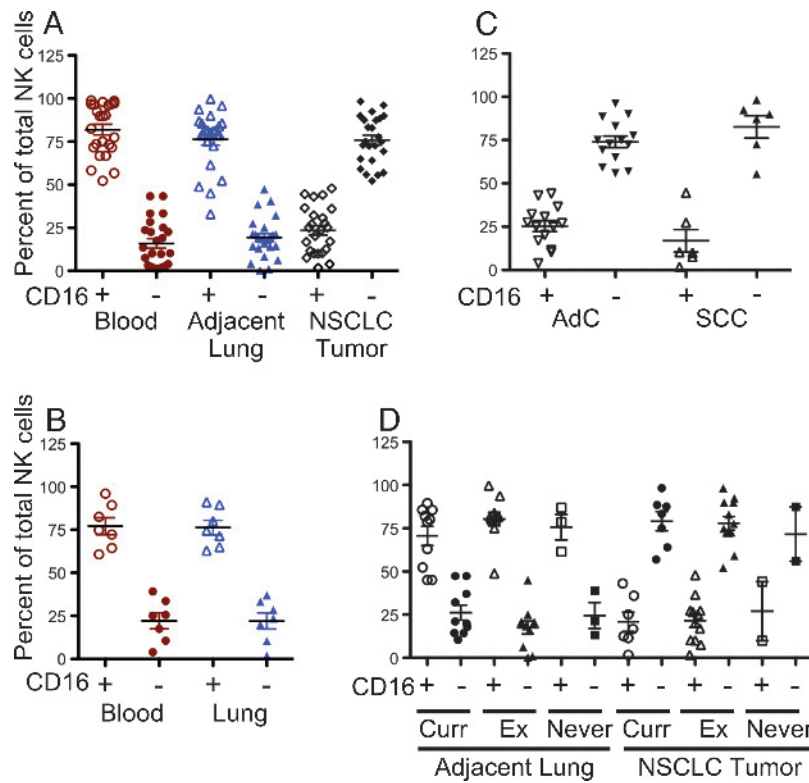 A
Percent of total NK cells
125
100
75
50
25
0
CD16 + - + - + -
Blood Adjacent Lung NSCLC Tumor
C
125
100
75
50
25
0
CD16 + - + -
AdC SCC
B
Percent of total NK cells
125
100
75
50
25
0
CD16 + - + -
Blood Lung
D
125
100
75
50
25
0
CD16 + - + - + - + - + - + -
Curr Ex Never Curr Ex Never
Adjacent Lung NSCLC Tumor